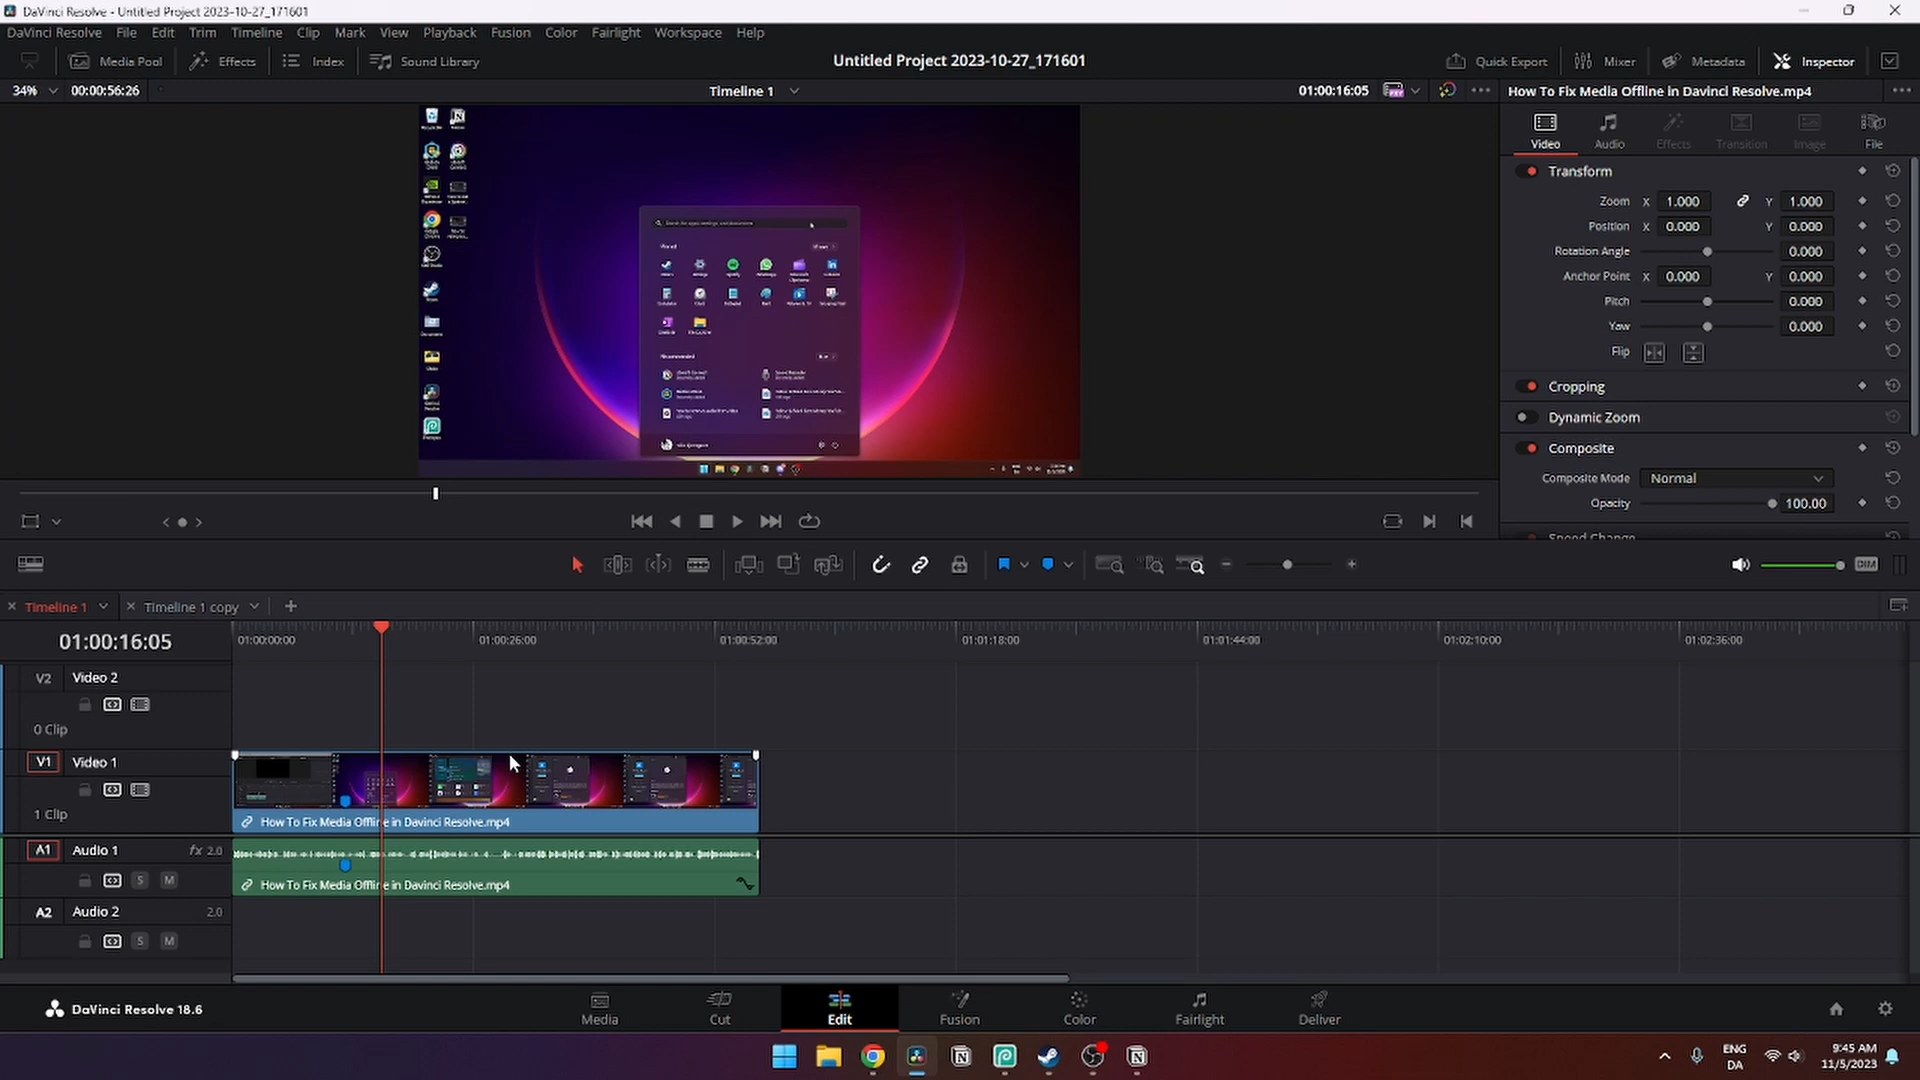 DaVinci Resolve - Untitled Project 2023-10-27_171601
DaVinci Resolve File Edit Trim Timeline Clip Mark View Playback Fusion Color Fairlight Workspace Help
Media Pool Effects Index Sound Library Untitled Project 2023-10-27_171601 Quick Export Mixer Metadata Inspector
34% 00:00:56:26 Timeline 1 01:00:16:05 How To Fix Media Offline in Davinci Resolve.mp4
Video Audio Effects Transition Image File
Transform
Zoom X 1.000 Y 1.000
Position X 0.000 Y 0.000
Rotation Angle 0.000
Anchor Point X 0.000 Y 0.000
Pitch 0.000
Yaw 0.000
Flip
Cropping
Dynamic Zoom
Composite
Composite Mode Normal
Opacity 100.00
Speed Change
DIM
Timeline 1 Timeline 1 copy
01:00:16:05 01:00:00:00 01:00:26:00 01:00:52:00 01:01:18:00 01:01:44:00 01:02:10:00 01:02:36:00
V2 Video 2
0 Clip
V1 Video 1
1 Clip
How To Fix Media Offline in Davinci Resolve.mp4
A1 Audio 1 fx 2.0
S M
How To Fix Media Offline in Davinci Resolve.mp4
A2 Audio 2 2.0
S M
DaVinci Resolve 18.6
Media Cut Edit Fusion Color Fairlight Deliver
ENG
DA
9:45 AM
11/5/2023